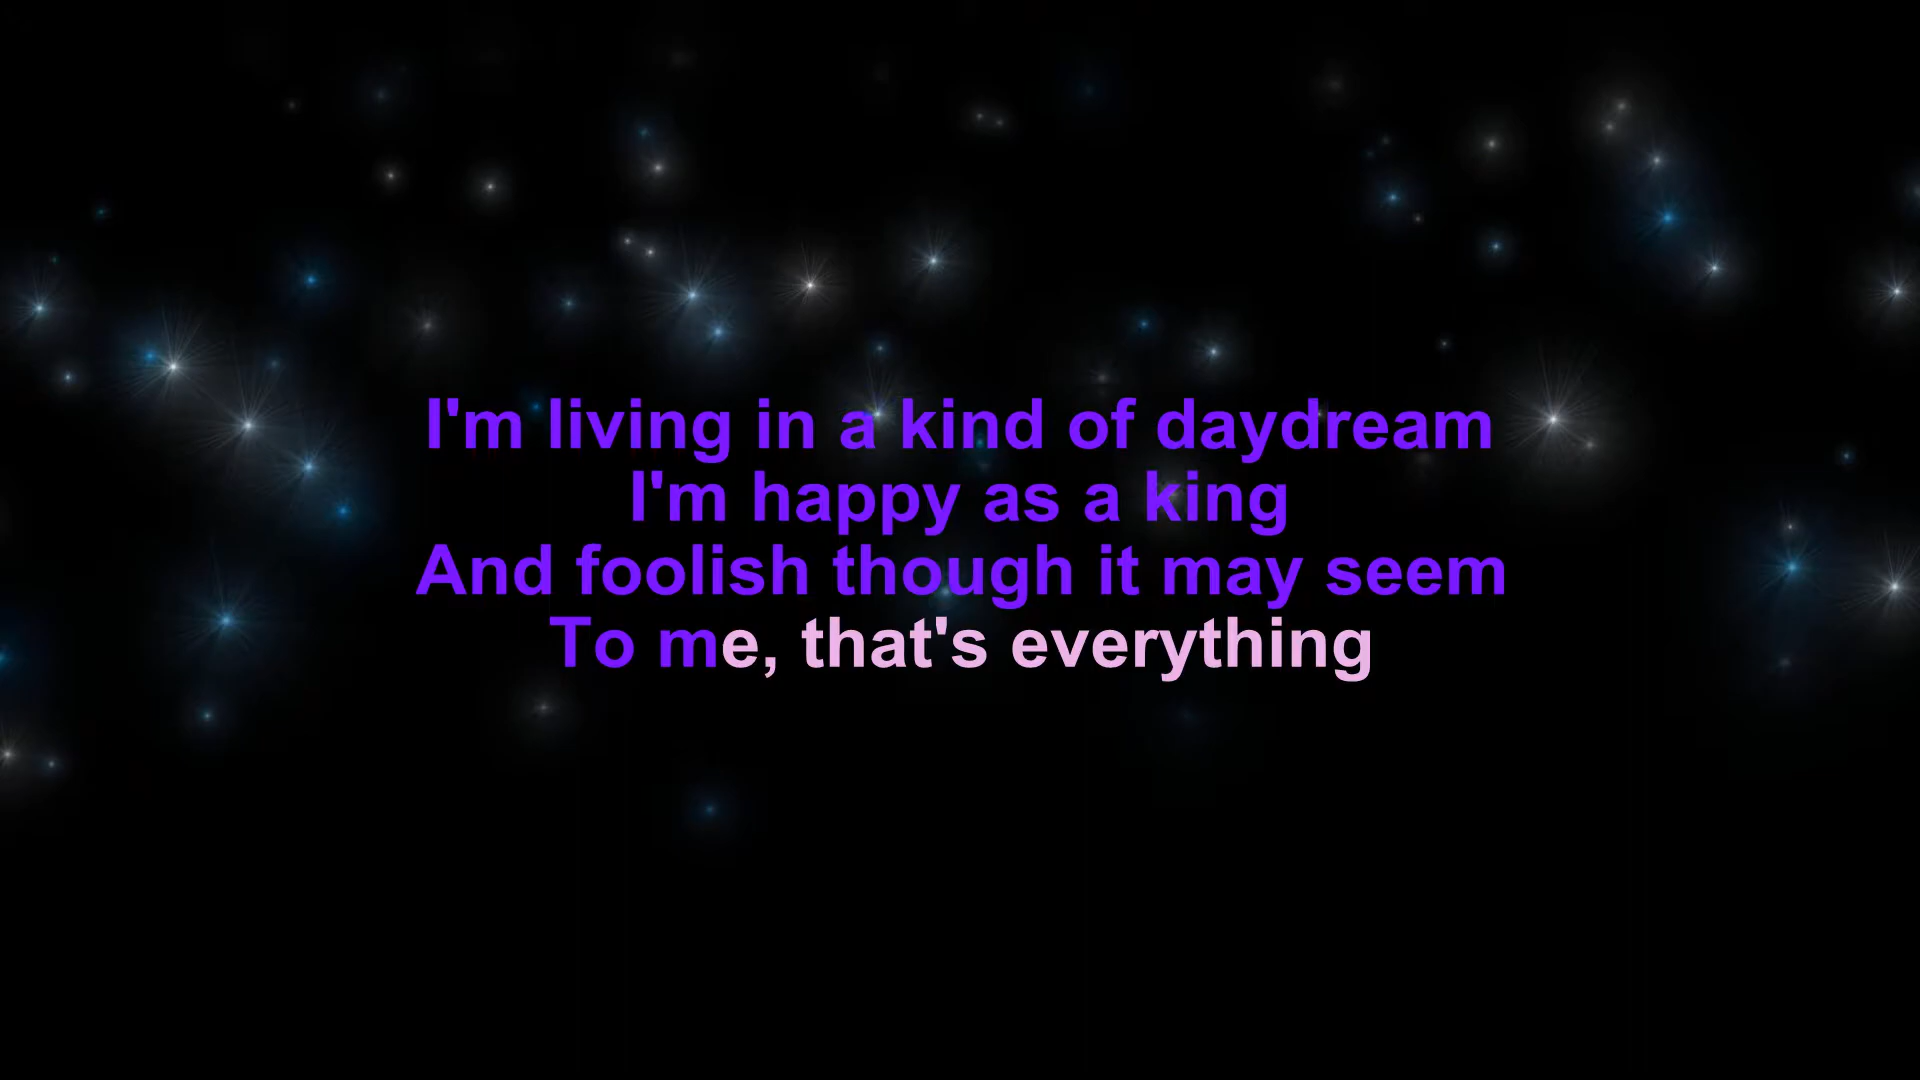 I'm living in a kind of daydream
I'm happy as a king
And foolish though it may seem
To me, that's everything